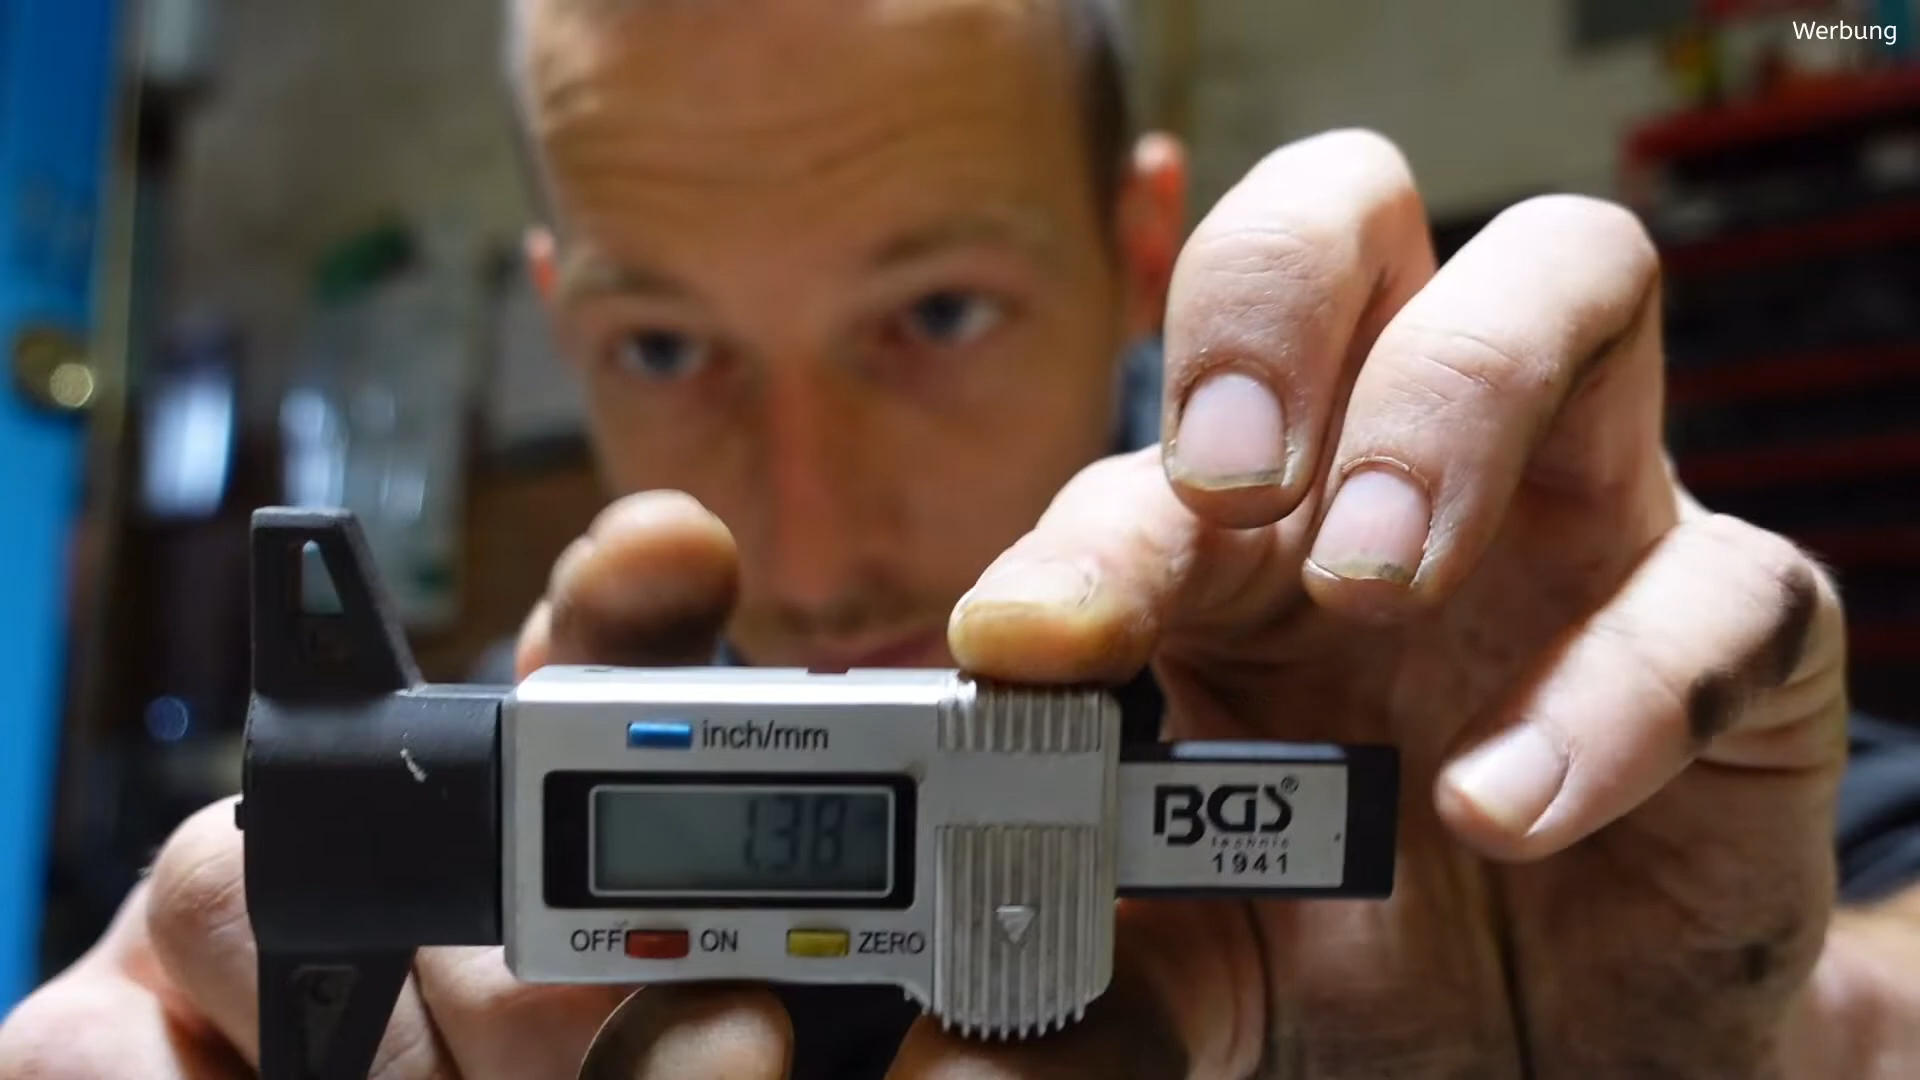 Werbung
inch/mm
1.38
OFF ON ZERO
BGS®
technic
1941